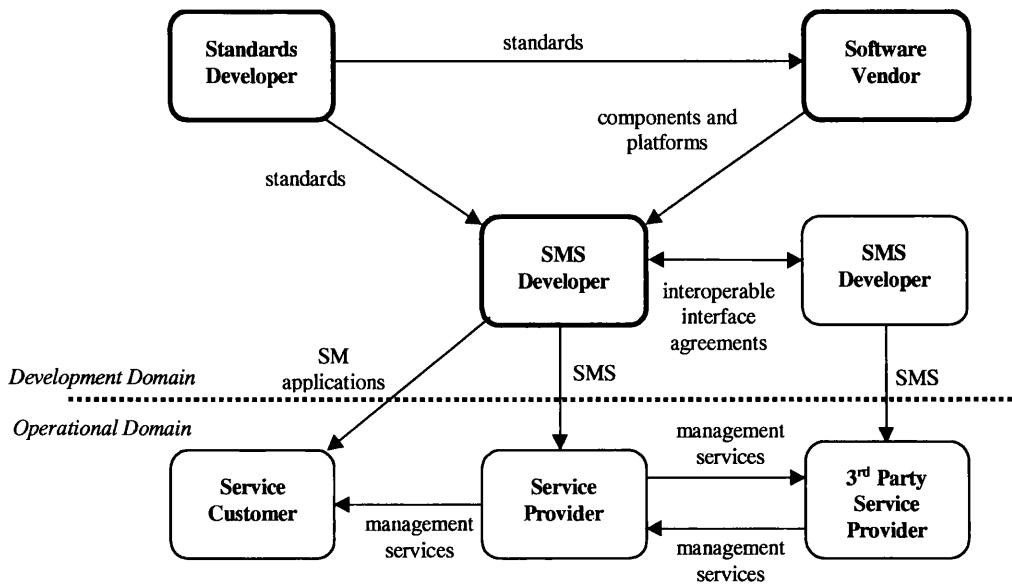 Standards
Developer
standards
Software
Vendor
components and
platforms
standards
SMS
Developer
interoperable
interface
agreements
SMS
Developer
SM
applications
SMS
SMS
Development Domain
Operational Domain
Service
Customer
management
services
Service
Provider
management
services
management
services
3rd Party
Service
Provider